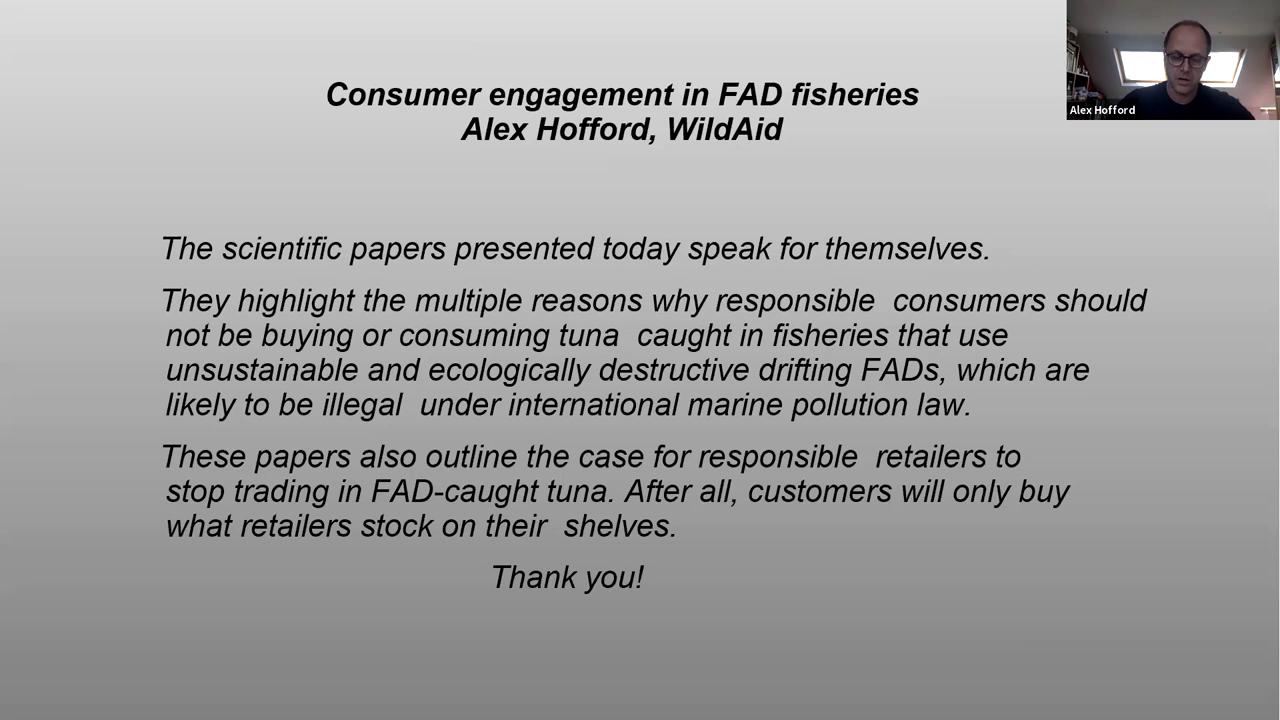 Consumer engagement in FAD fisheries
Alex Hofford, WildAid
Alex Hofford
The scientific papers presented today speak for themselves.
They highlight the multiple reasons why responsible consumers should
not be buying or consuming tuna caught in fisheries that use
unsustainable and ecologically destructive drifting FADs, which are
likely to be illegal under international marine pollution law.
These papers also outline the case for responsible retailers to
stop trading in FAD-caught tuna. After all, customers will only buy
what retailers stock on their shelves.
Thank you!